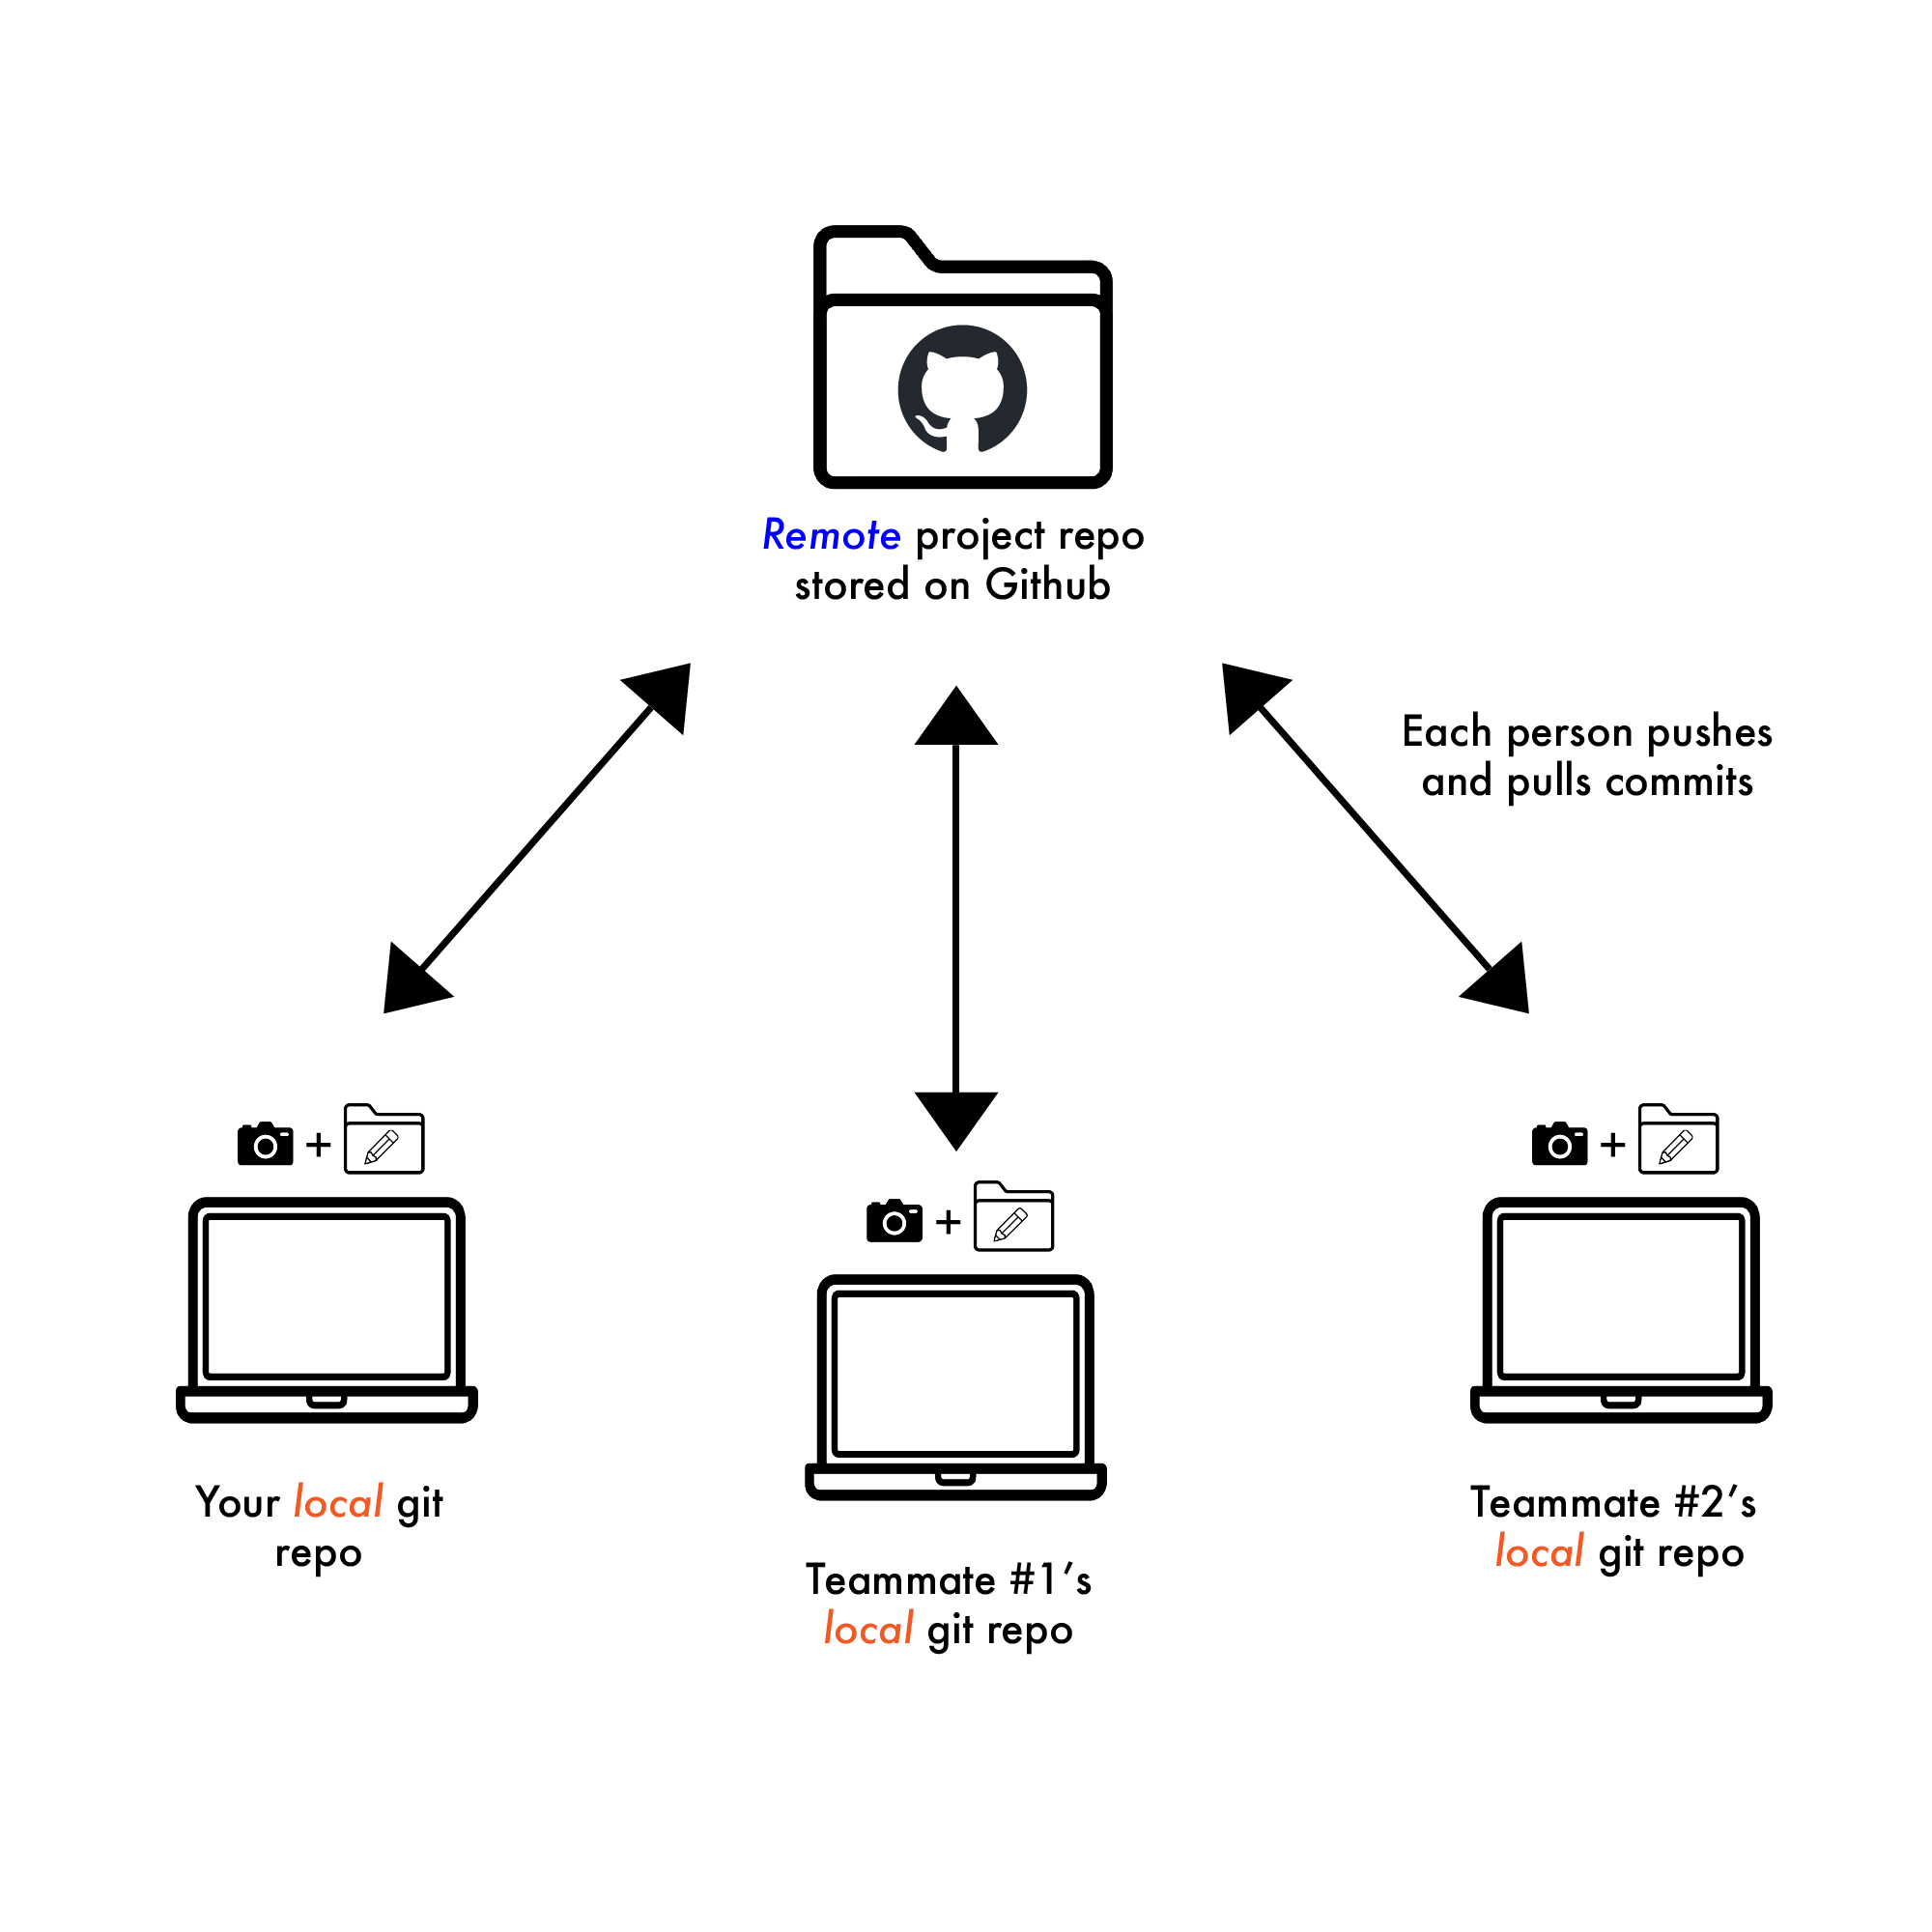 Remote project repo
stored on Github
Each person pushes
and pulls commits
+
+
+
Your local git
repo
Teammate #2’s
local git repo
Teammate #1’s
local git repo